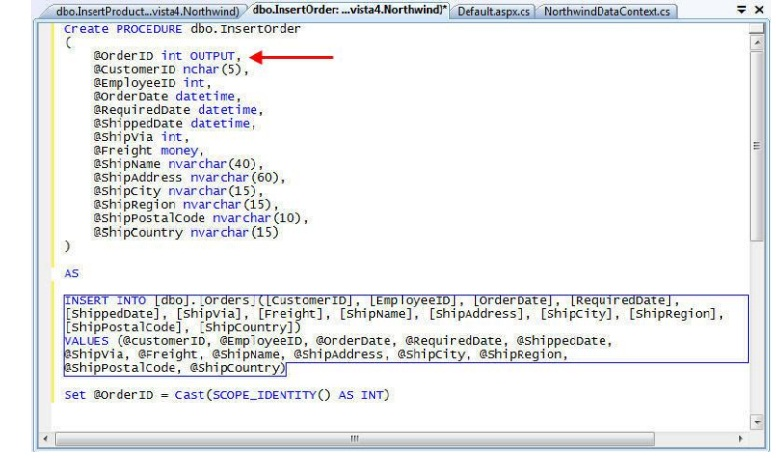 dbo.InsertProduct...vista4.Northwind) dbo.InsertOrder: ...vista4.Northwind)* Default.aspx.cs NorthwindDataContext.cs
Create PROCEDURE dbo.InsertOrder
(
@OrderID int OUTPUT,
@CustomerID nchar(5),
@EmployeeID int,
@OrderDate datetime,
@RequiredDate datetime,
@ShippedDate datetime,
@ShipVia int,
@Freight money,
@ShipName nvarchar(40),
@ShipAddress nvarchar(60),
@ShipCity nvarchar(15),
@ShipRegion nvarchar(15),
@ShipPostalCode nvarchar(10),
@ShipCountry nvarchar(15)
)
AS
INSERT INTO [dbo].[Orders]([CustomerID], [EmployeeID], [OrderDate], [RequiredDate],
[ShippedDate], [ShipVia], [Freight], [ShipName], [ShipAddress], [ShipCity], [ShipRegion],
[ShipPostalCode], [ShipCountry])
VALUES (@CustomerID, @EmployeeID, @OrderDate, @RequiredDate, @ShippedDate,
@ShipVia, @Freight, @ShipName, @ShipAddress, @ShipCity, @ShipRegion,
@ShipPostalCode, @ShipCountry)
Set @OrderID = Cast(SCOPE_IDENTITY() AS INT)